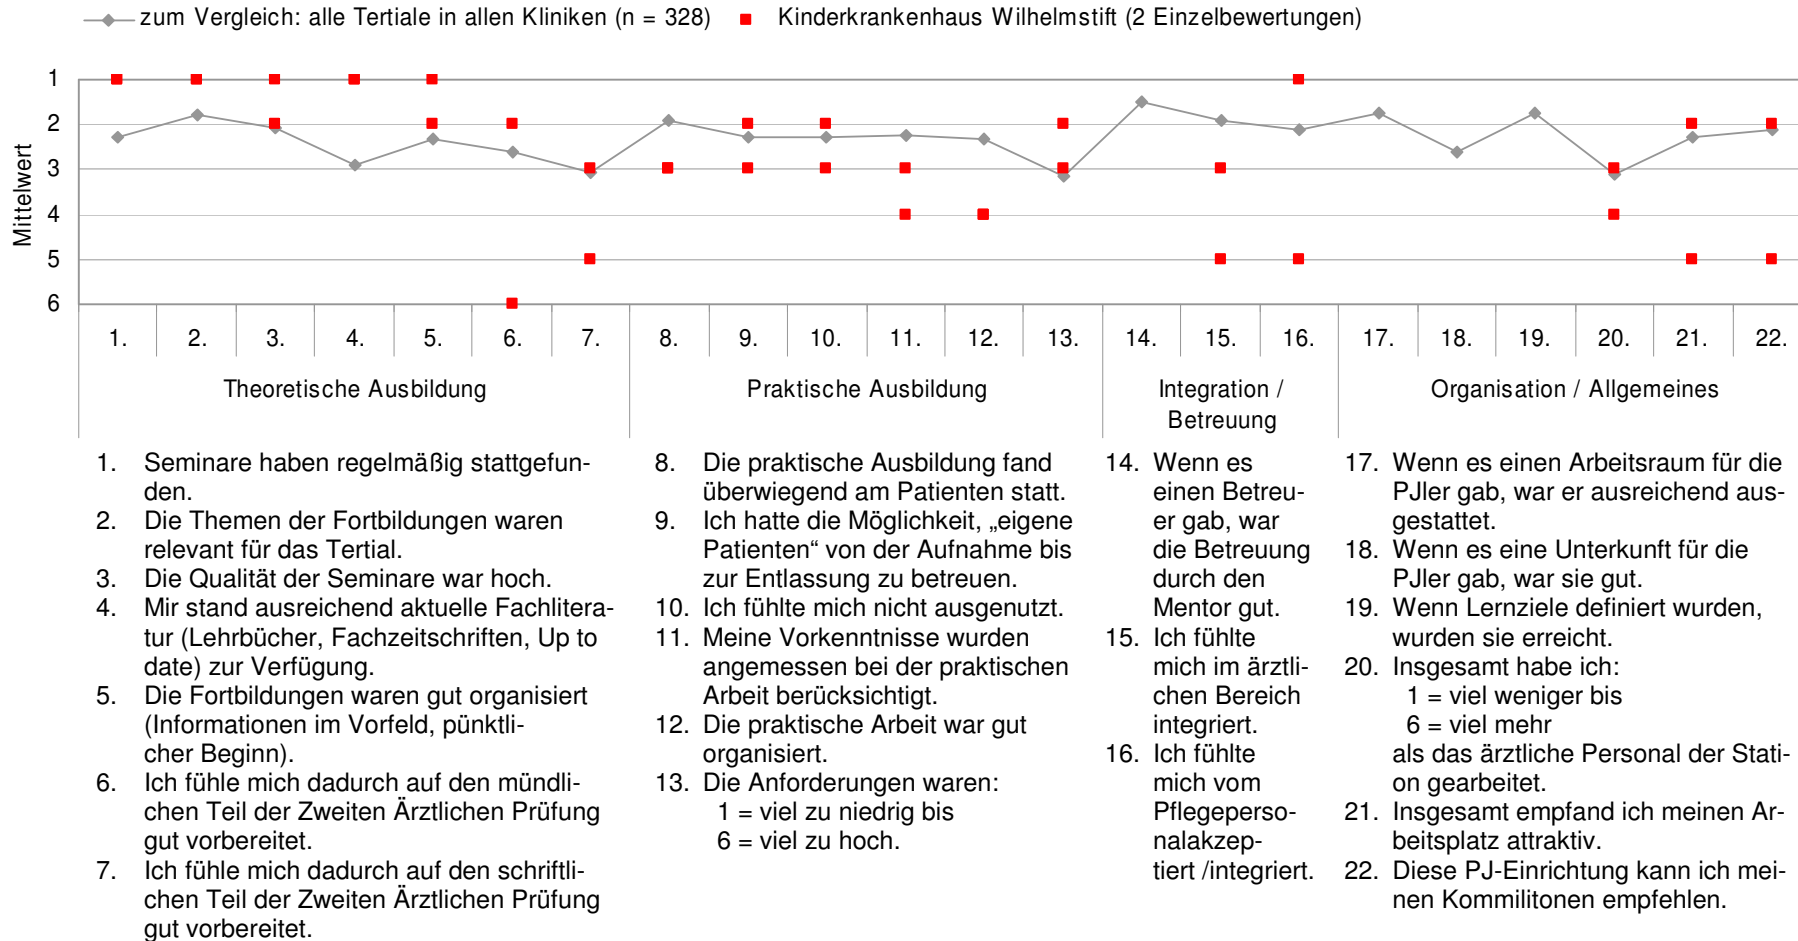 zum Vergleich: alle Tertiale in allen Kliniken (n = 328) Kinderkrankenhaus Wilhelmstift (2 Einzelbewertungen)
Mittelwert
1
2
3
4
5
6
1. 2. 3. 4. 5. 6. 7. 8. 9. 10. 11. 12. 13. 14. 15. 16. 17. 18. 19. 20. 21. 22.
Theoretische Ausbildung
Praktische Ausbildung
Integration /
Betreuung
Organisation / Allgemeines
1. Seminare haben regelmäßig stattgefun-
den.
2. Die Themen der Fortbildungen waren
relevant für das Tertial.
3. Die Qualität der Seminare war hoch.
4. Mir stand ausreichend aktuelle Fachlitera-
tur (Lehrbücher, Fachzeitschriften, Up to
date) zur Verfügung.
5. Die Fortbildungen waren gut organisiert
(Informationen im Vorfeld, pünktli-
cher Beginn).
6. Ich fühle mich dadurch auf den mündli-
chen Teil der Zweiten Ärztlichen Prüfung
gut vorbereitet.
7. Ich fühle mich dadurch auf den schriftli-
chen Teil der Zweiten Ärztlichen Prüfung
gut vorbereitet.
8. Die praktische Ausbildung fand
überwiegend am Patienten statt.
9. Ich hatte die Möglichkeit, „eigene
Patienten“ von der Aufnahme bis
zur Entlassung zu betreuen.
10. Ich fühlte mich nicht ausgenutzt.
11. Meine Vorkenntnisse wurden
angemessen bei der praktischen
Arbeit berücksichtigt.
12. Die praktische Arbeit war gut
organisiert.
13. Die Anforderungen waren:
1 = viel zu niedrig bis
6 = viel zu hoch.
14. Wenn es
einen Betreu-
er gab, war
die Betreuung
durch den
Mentor gut.
15. Ich fühlte
mich im ärztli-
chen Bereich
integriert.
16. Ich fühlte
mich vom
Pflegeperso-
nalakzep-
tiert /integriert.
17. Wenn es einen Arbeitsraum für die
PJler gab, war er ausreichend aus-
gestattet.
18. Wenn es eine Unterkunft für die
PJler gab, war sie gut.
19. Wenn Lernziele definiert wurden,
wurden sie erreicht.
20. Insgesamt habe ich:
1 = viel weniger bis
6 = viel mehr
als das ärztliche Personal der Stati-
on gearbeitet.
21. Insgesamt empfand ich meinen Ar-
beitsplatz attraktiv.
22. Diese PJ-Einrichtung kann ich mei-
nen Kommilitonen empfehlen.